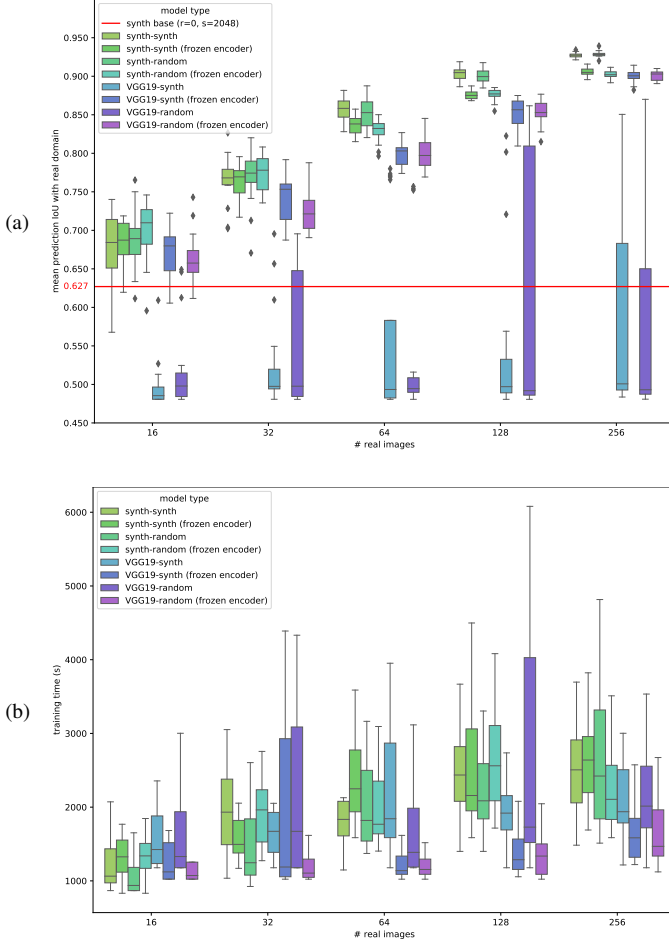 (a)
mean prediction IoU with real domain
0.950
0.900
0.850
0.800
0.750
0.700
0.650
0.627
0.600
0.550
0.500
0.450
model type
synth base (r=0, s=2048)
synth-synth
synth-synth (frozen encoder)
synth-random
synth-random (frozen encoder)
VGG19-synth
VGG19-synth (frozen encoder)
VGG19-random
VGG19-random (frozen encoder)
16
32
64
128
256
# real images
(b)
training time (s)
6000
5000
4000
3000
2000
1000
model type
synth-synth
synth-synth (frozen encoder)
synth-random
synth-random (frozen encoder)
VGG19-synth
VGG19-synth (frozen encoder)
VGG19-random
VGG19-random (frozen encoder)
16
32
64
128
256
# real images